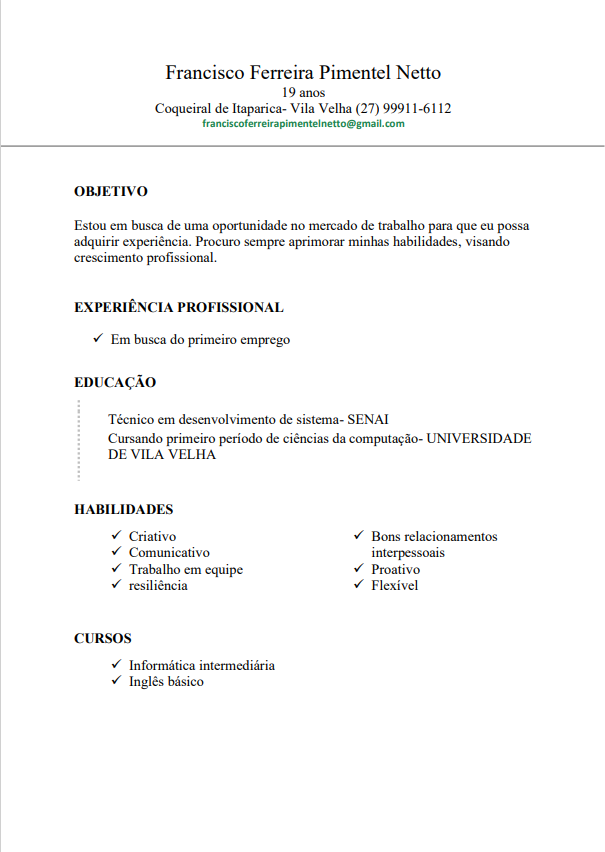 Francisco Ferreira Pimentel Netto
19 anos
Coqueiral de Itaparica- Vila Velha (27) 99911-6112
franciscoferreirapimentelnetto@gmail.com
OBJETIVO
Estou em busca de uma oportunidade no mercado de trabalho para que eu possa
adquirir experiência. Procuro sempre aprimorar minhas habilidades, visando
crescimento profissional.
EXPERIÊNCIA PROFISSIONAL
✓ Em busca do primeiro emprego
EDUCAÇÃO
Técnico em desenvolvimento de sistema- SENAI
Cursando primeiro período de ciências da computação- UNIVERSIDADE
DE VILA VELHA
HABILIDADES
✓ Criativo
✓ Comunicativo
✓ Trabalho em equipe
✓ resiliência
✓ Bons relacionamentos
interpessoais
✓ Proativo
✓ Flexível
CURSOS
✓ Informática intermediária
✓ Inglês básico